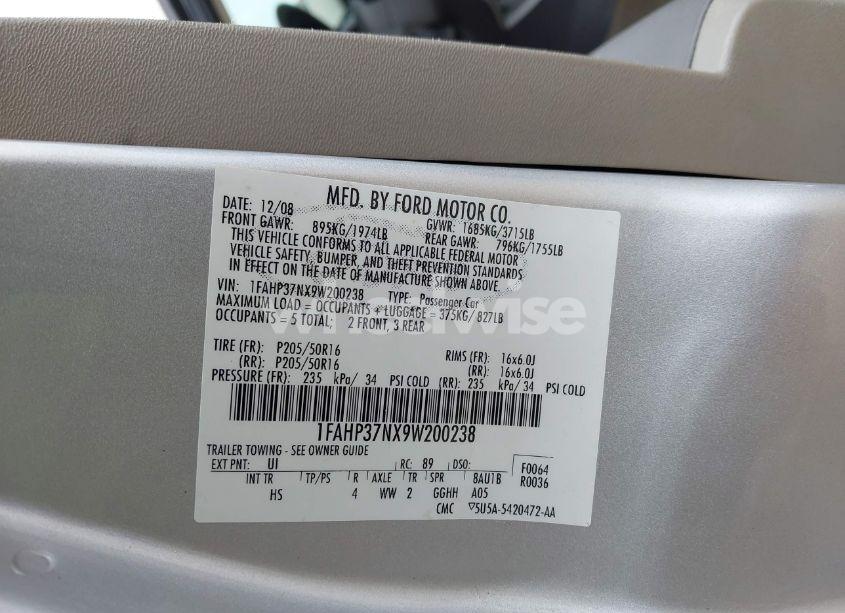 MFD. BY FORD MOTOR CO.
DATE: 12/08 GVWR: 1685KG/3715LB
FRONT GAWR: 895KG/1974LB REAR GAWR: 796KG/1755LB
THIS VEHICLE CONFORMS TO ALL APPLICABLE FEDERAL MOTOR
VEHICLE SAFETY, BUMPER, AND THEFT PREVENTION STANDARDS
IN EFFECT ON THE DATE OF MANUFACTURE SHOWN ABOVE.
VIN: 1FAHP37NX9W200238 TYPE: Passenger Car
MAXIMUM LOAD = OCCUPANTS + LUGGAGE = 375KG/ 827LB
OCCUPANTS = 5 TOTAL; 2 FRONT, 3 REAR
TIRE (FR): P205/50R16 RIMS (FR): 16x6.0J
(RR): P205/50R16 (RR): 16x6.0J
PRESSURE (FR): 235 kPa/ 34 PSI COLD (RR): 235 kPa/ 34 PSI COLD
1FAHP37NX9W200238
TRAILER TOWING - SEE OWNER GUIDE
EXT PNT: UI RC: 89 DSO: F0064
INT TR TP/PS R AXLE TR SPR 8AU1B R0036
HS 4 WW 2 GGHH A05
CMC ▽5U5A-5420472-AA